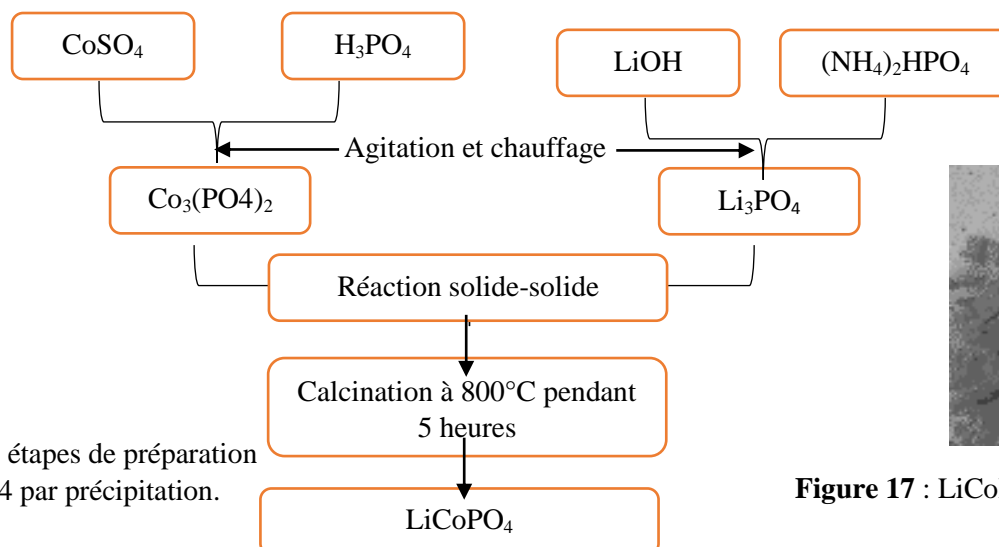 CoSO₄
H₃PO₄
LiOH
(NH₄)₂HPO₄
Agitation et chauffage
Co₃(PO4)₂
Li₃PO₄
Réaction solide-solide
Calcination à 800°C pendant
5 heures
étapes de préparation
4 par précipitation.
LiCoPO₄
Figure 17 : LiCo